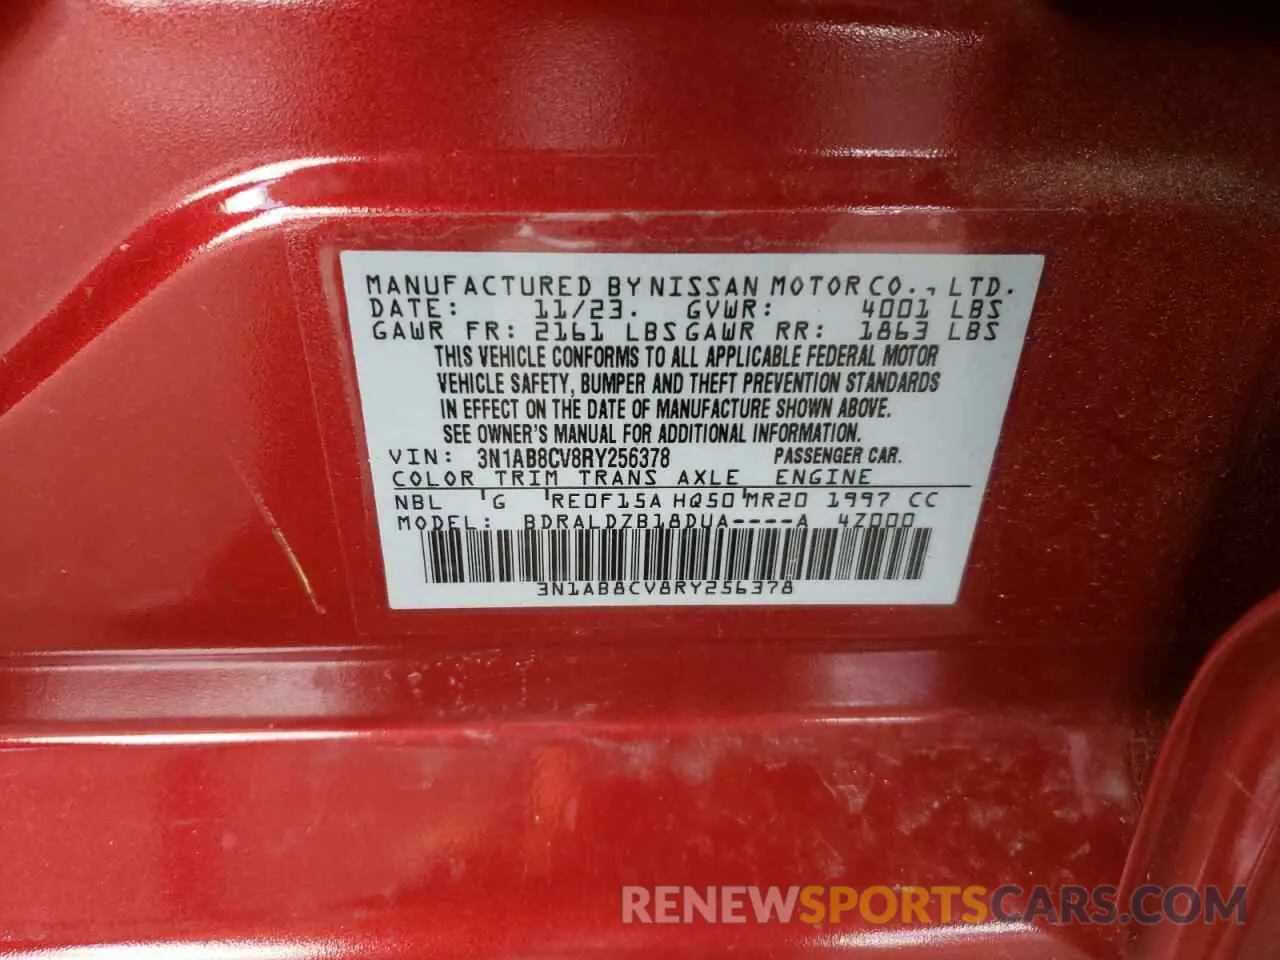 MANUFACTURED BY NISSAN MOTOR CO., LTD.
DATE: 11/23. GVWR: 4001 LBS
GAWR FR: 2161 LBS GAWR RR: 1863 LBS
THIS VEHICLE CONFORMS TO ALL APPLICABLE FEDERAL MOTOR
VEHICLE SAFETY, BUMPER AND THEFT PREVENTION STANDARDS
IN EFFECT ON THE DATE OF MANUFACTURE SHOWN ABOVE.
SEE OWNER'S MANUAL FOR ADDITIONAL INFORMATION.
VIN: 3N1AB8CV8RY256378 PASSENGER CAR.
COLOR TRIM TRANS AXLE ENGINE
NBL 'G 'RE0F15A HQ50'MR20 1997 CC
MODEL: BDRALDZB18DUA----A 4Z000
3N1AB8CV8RY256378
RENEWSPORTSCARS.COM